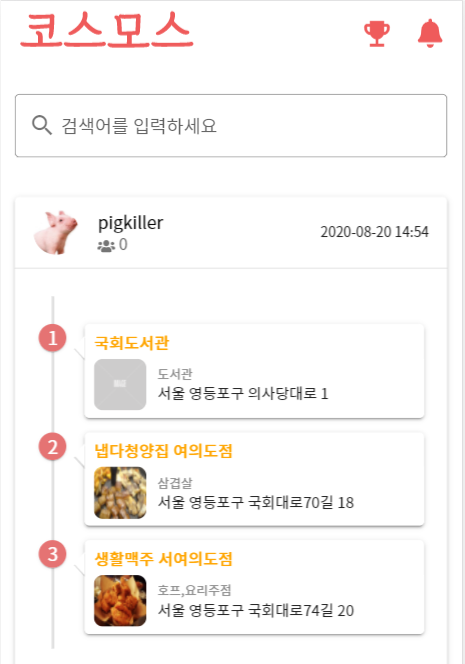 코스모스
검색어를 입력하세요
pigkiller
0
2020-08-20 14:54
1
국회도서관
도서관
서울 영등포구 의사당대로 1
2
냅다청양집 여의도점
삼겹살
서울 영등포구 국회대로70길 18
3
생활맥주 서여의도점
호프,요리주점
서울 영등포구 국회대로74길 20